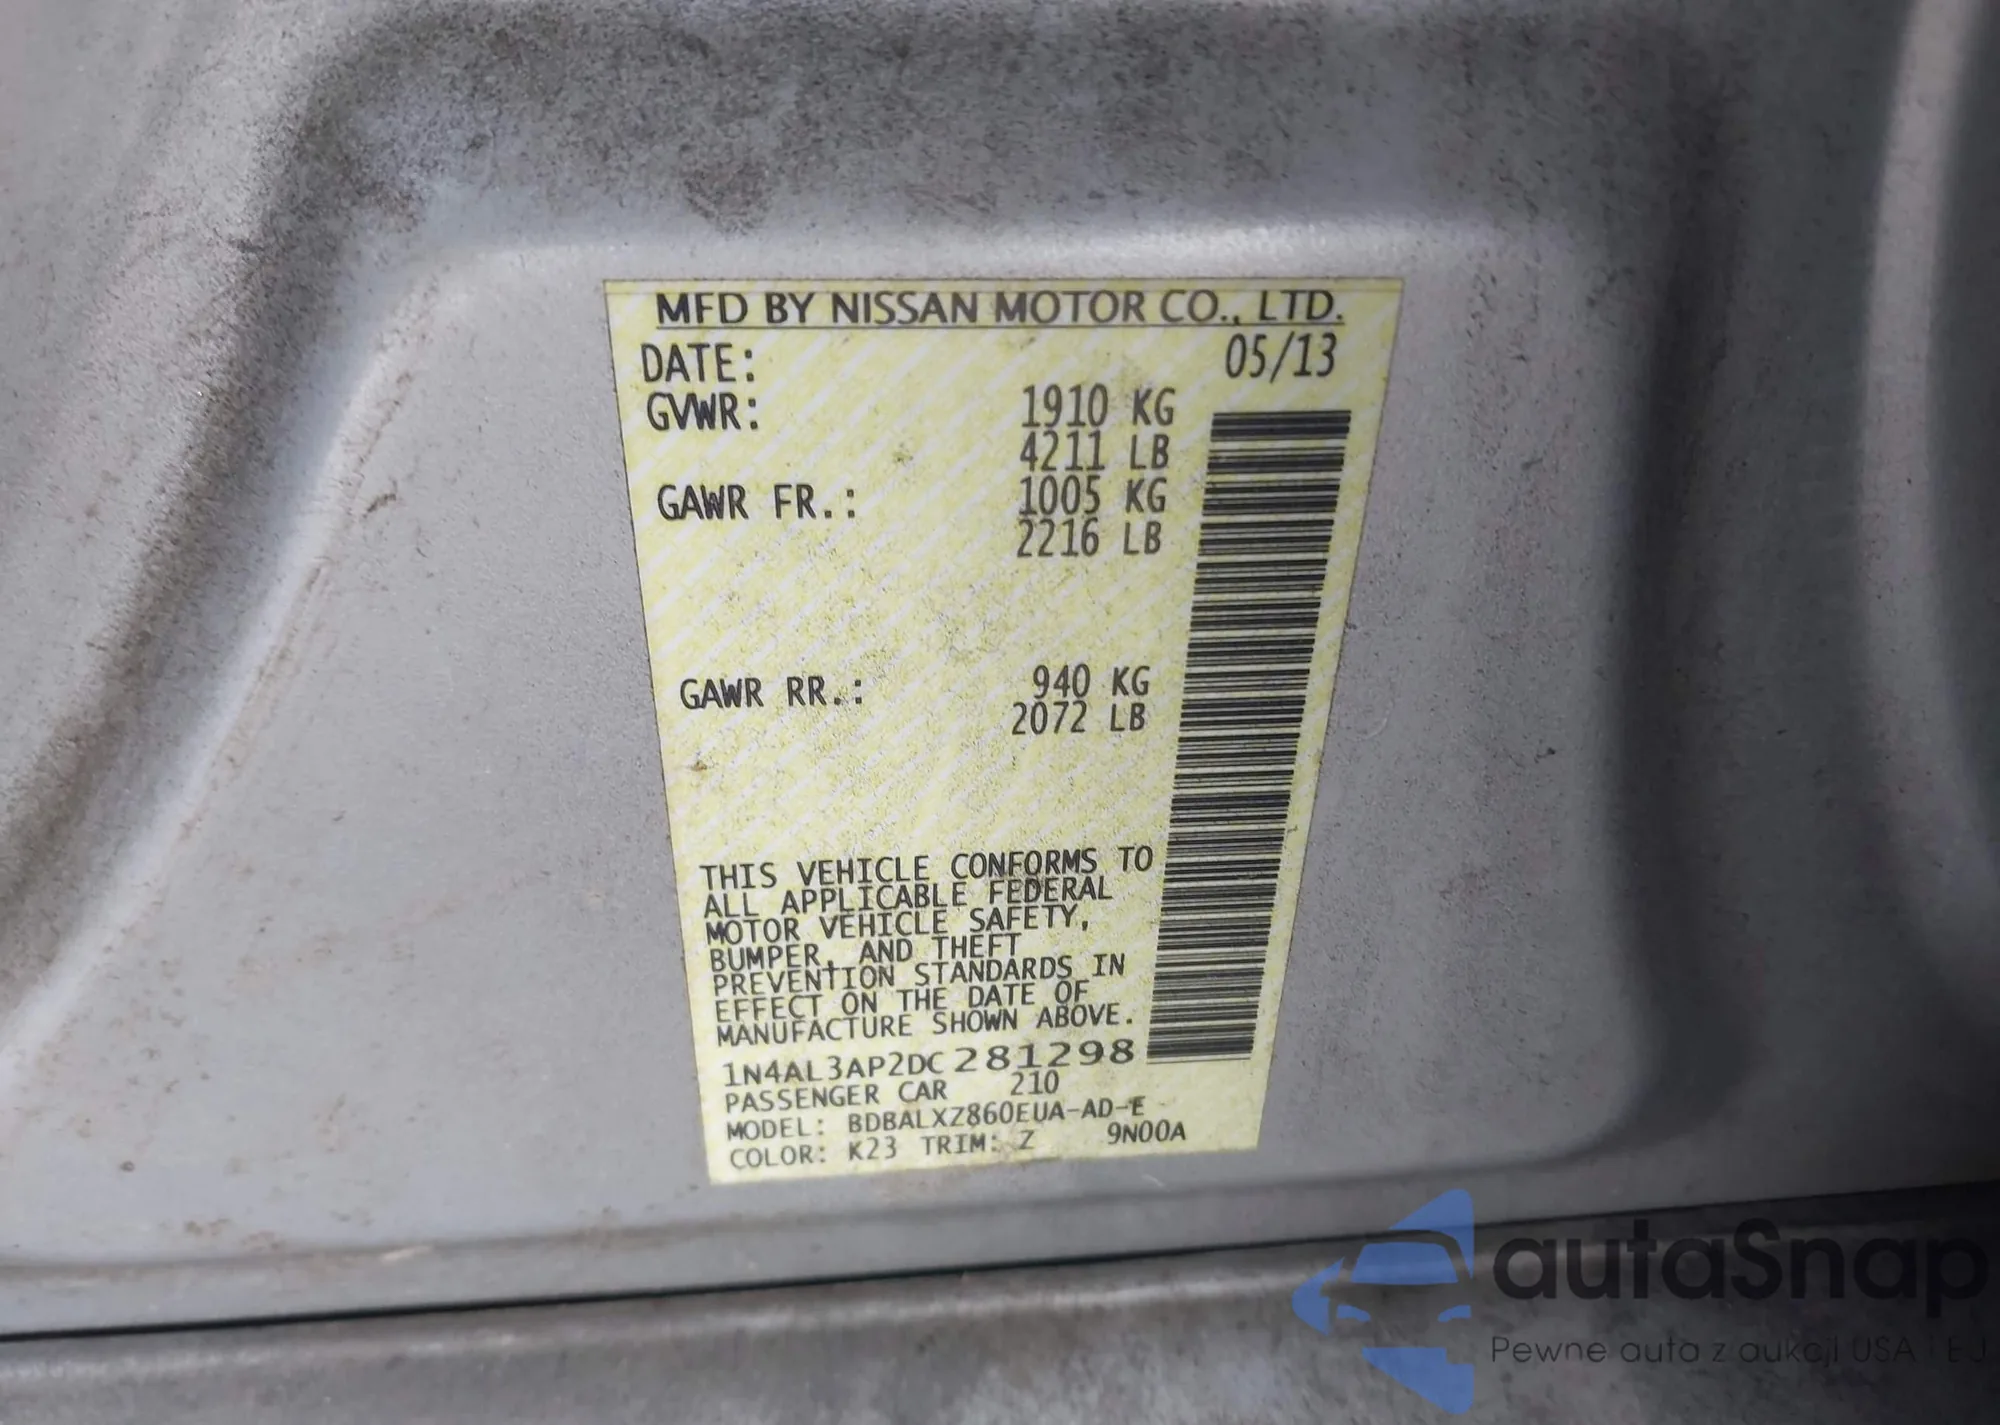 MFD BY NISSAN MOTOR CO., LTD.
DATE: 05/13
GVWR: 1910 KG
4211 LB
GAWR FR.: 1005 KG
2216 LB
GAWR RR.: 940 KG
2072 LB
THIS VEHICLE CONFORMS TO
ALL APPLICABLE FEDERAL
MOTOR VEHICLE SAFETY,
BUMPER, AND THEFT
PREVENTION STANDARDS IN
EFFECT ON THE DATE OF
MANUFACTURE SHOWN ABOVE.
1N4AL3AP2DC281298
PASSENGER CAR 210
MODEL: BDBALXZ860EUA-AD-E
COLOR: K23 TRIM: Z 9N00A
autaSnap
Pewne auta z aukcji USA i EJ